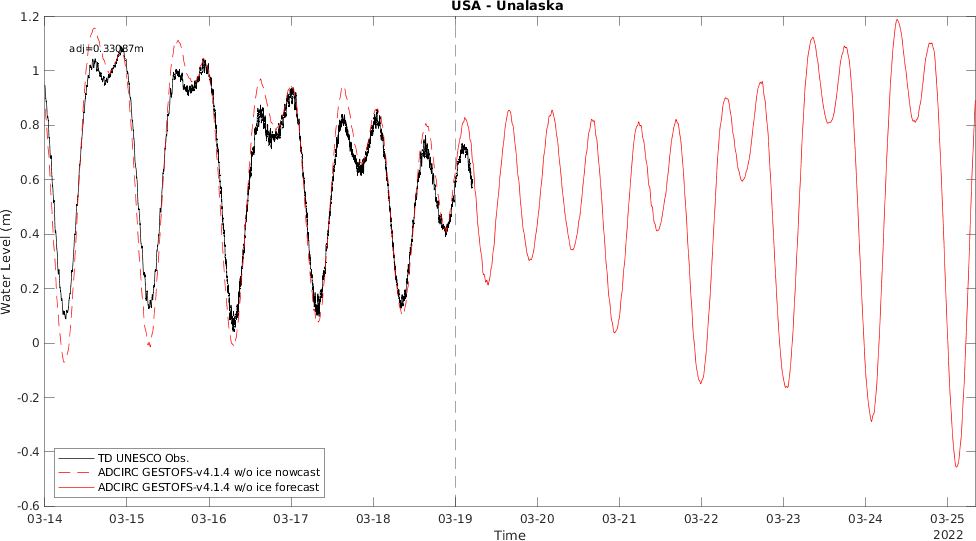 USA - Unalaska
adj=0.33087m
1.2
1
0.8
0.6
0.4
0.2
0
-0.2
-0.4
-0.6
Water Level (m)
TD UNESCO Obs.
ADCIRC GESTOFS-v4.1.4 w/o ice nowcast
ADCIRC GESTOFS-v4.1.4 w/o ice forecast
03-14 03-15 03-16 03-17 03-18 03-19 03-20 03-21 03-22 03-23 03-24 03-25
Time
2022